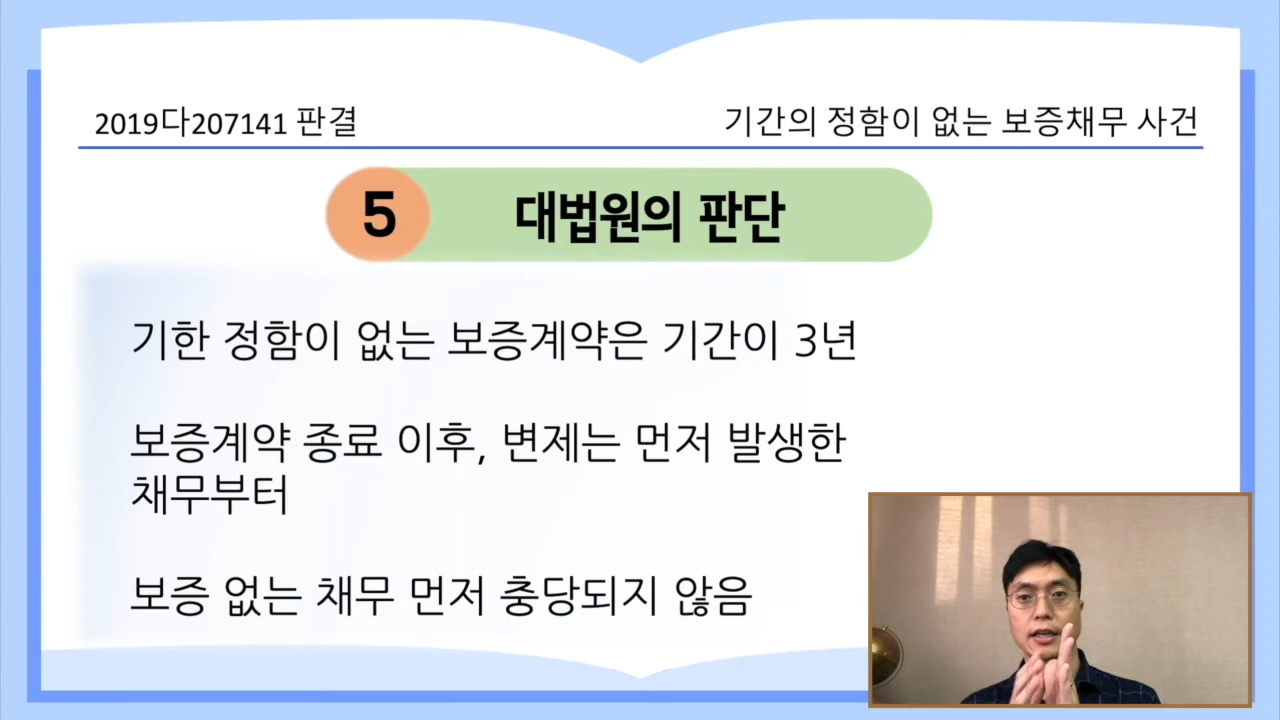 2019다207141 판결
기간의 정함이 없는 보증채무 사건
5 대법원의 판단
기한 정함이 없는 보증계약은 기간이 3년
보증계약 종료 이후, 변제는 먼저 발생한
채무부터
보증 없는 채무 먼저 충당되지 않음